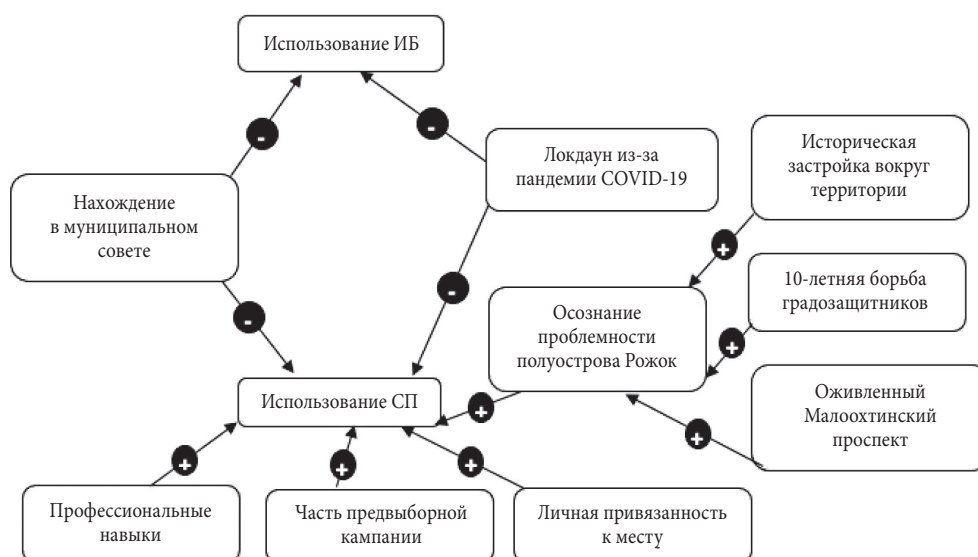 Использование ИБ
-
-
Локдаун из-за
пандемии COVID-19
Историческая
застройка вокруг
территории
Нахождение
в муниципальном
совете
+
-
-
10-летняя борьба
градозащитников
Осознание
проблемности
полуострова Рожок
+
Использование СП
+
Оживленный
Малоохтинский
проспект
+
+
+
+
Профессиональные
навыки
Часть предвыборной
кампании
Личная привязанность
к месту